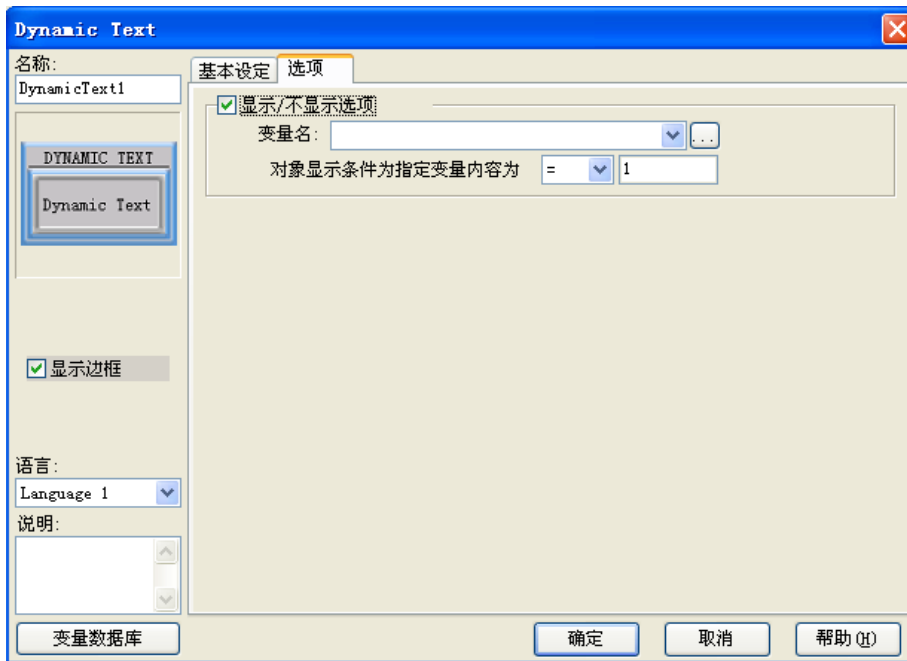 Dynamic Text
名称:
DynamicText1
DYNAMIC TEXT
Dynamic Text
显示边框
语言:
Language 1
说明:
变量数据库
基本设定 选项
显示/不显示选项
变量名: ...
对象显示条件为指定变量内容为 = 1
确定 取消 帮助(H)